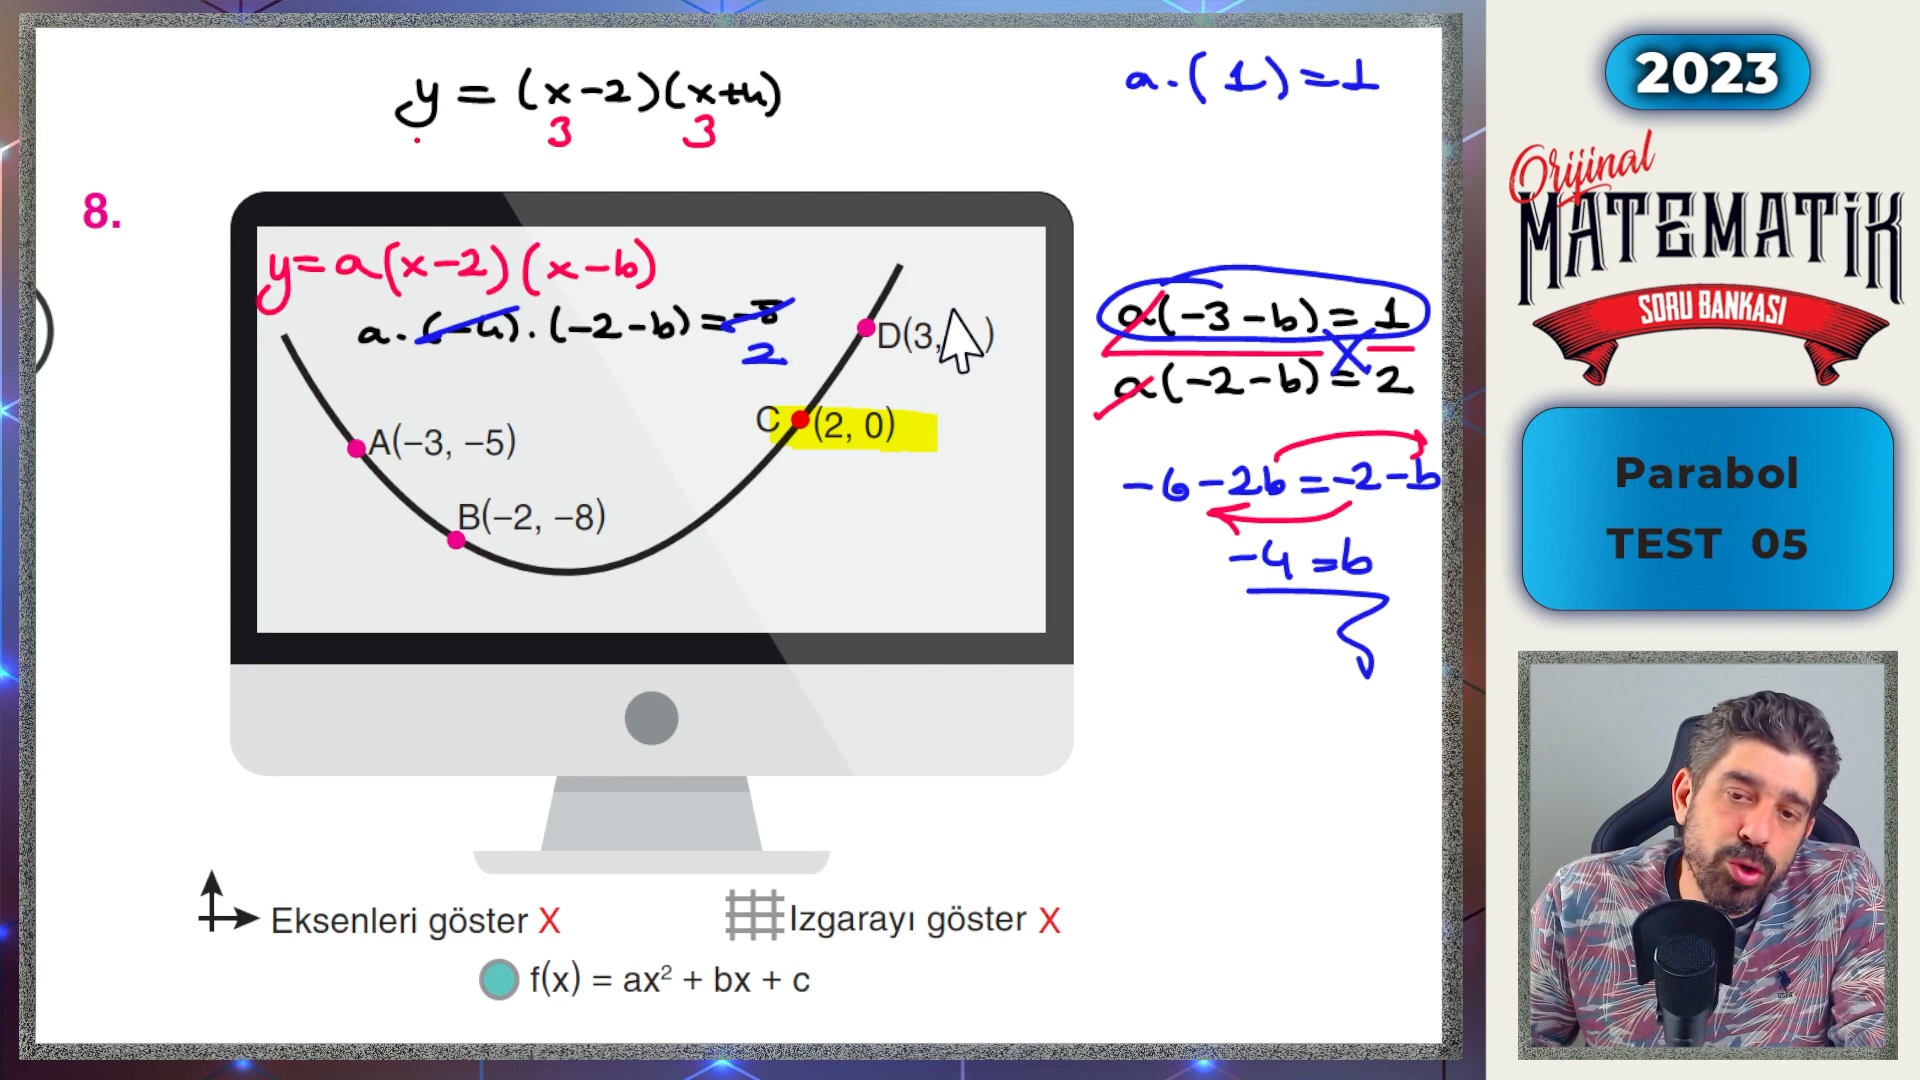 y = (x-2)(x+4)
3 3
a.(1)=1
8.
y=a(x-2)(x-b)
a.(-4).(-2-b)=-8
2
D(3, )
C (2, 0)
A(−3, −5)
B(−2, −8)
a(-3-b)=1
a(-2-b)=2
-6-2b=-2-b
-4=b
Eksenleri göster X
Izgarayı göster X
f(x) = ax² + bx + c
2023
Orijinal
MATEMATİK
SORU BANKASI
Parabol
TEST 05